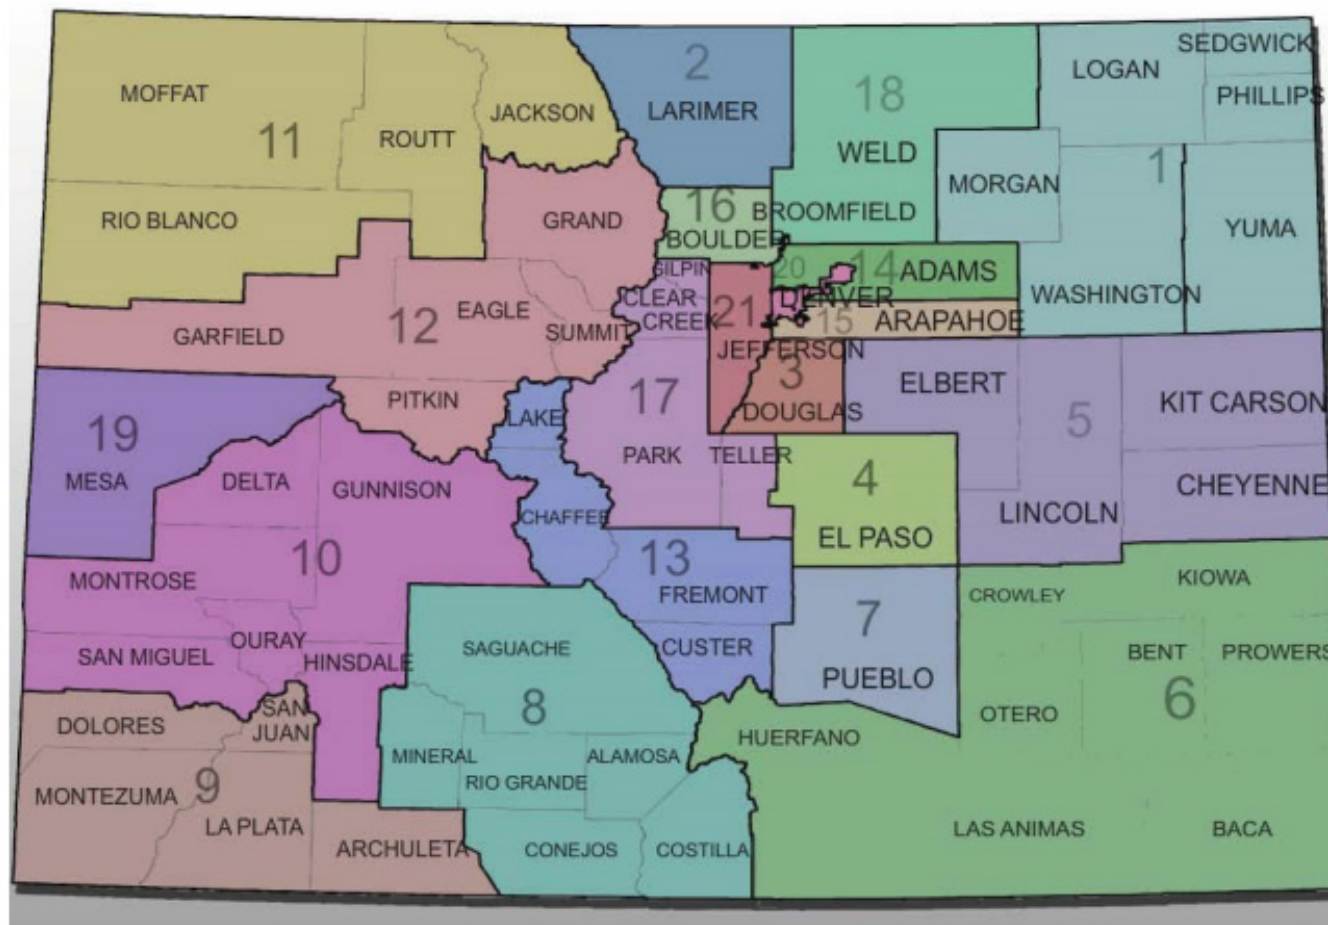 MOFFAT
11
ROUTT
JACKSON
RIO BLANCO
2
LARIMER
18
WELD
LOGAN
SEDGWICK
PHILLIPS
1
MORGAN
YUMA
WASHINGTON
GRAND
16
BOULDER
BROOMFIELD
GILPIN
20
14
ADAMS
CLEAR
CREEK
21
DENVER
15
ARAPAHOE
EAGLE
SUMMIT
12
GARFIELD
PITKIN
JEFFERSON
3
DOUGLAS
ELBERT
5
KIT CARSON
CHEYENNE
LINCOLN
17
PARK
TELLER
LAKE
CHAFFEE
19
MESA
DELTA
GUNNISON
10
MONTROSE
OURAY
SAN MIGUEL
HINSDALE
4
EL PASO
13
FREMONT
CUSTER
7
PUEBLO
CROWLEY
KIOWA
BENT
PROWERS
6
OTERO
SAGUACHE
8
MINERAL
RIO GRANDE
ALAMOSA
CONEJOS
COSTILLA
HUERFANO
LAS ANIMAS
BACA
DOLORES
SAN
JUAN
9
MONTEZUMA
LA PLATA
ARCHULETA